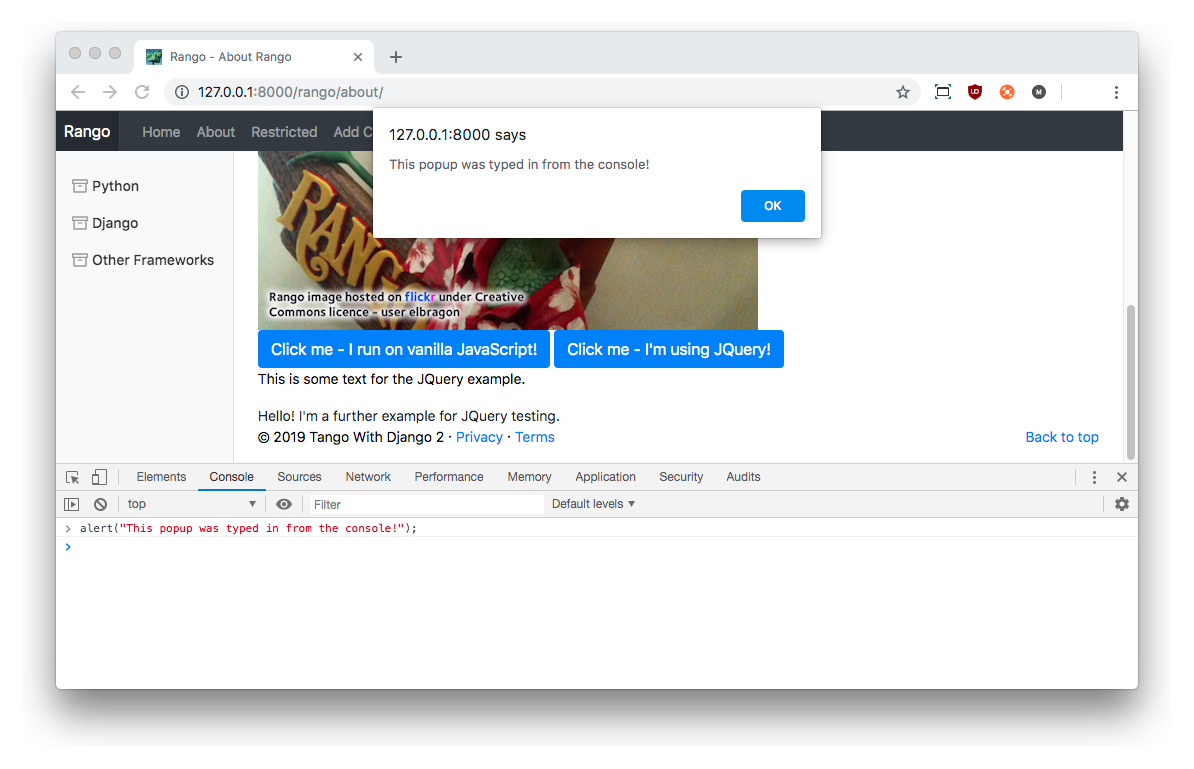 Rango - About Rango
127.0.0.1:8000/rango/about/
UD
M
Rango Home About Restricted Add C
127.0.0.1:8000 says
This popup was typed in from the console!
OK
Python
Django
Other Frameworks
RANGO
Rango image hosted on flickr under Creative
Commons licence - user elbragon
Click me - I run on vanilla JavaScript! Click me - I'm using JQuery!
This is some text for the JQuery example.
Hello! I'm a further example for JQuery testing.
© 2019 Tango With Django 2 · Privacy · Terms Back to top
Elements Console Sources Network Performance Memory Application Security Audits
top Filter Default levels
alert("This popup was typed in from the console!");